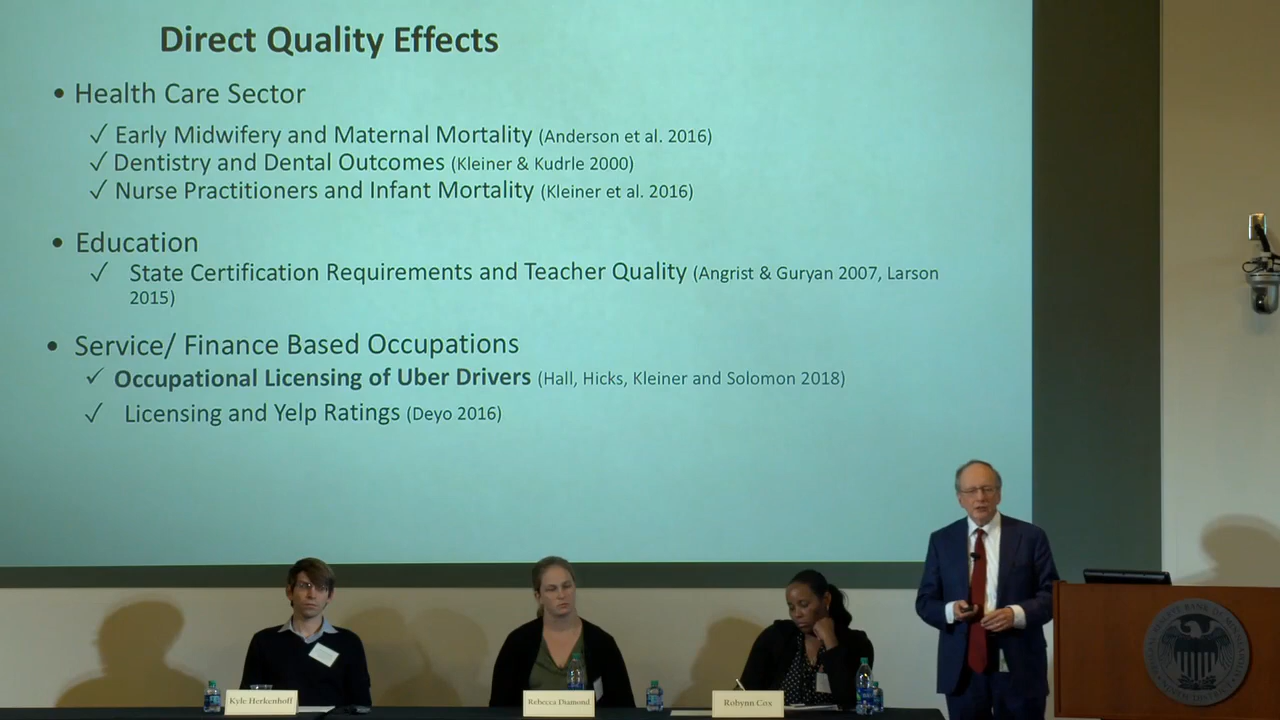 Direct Quality Effects
• Health Care Sector
✓ Early Midwifery and Maternal Mortality (Anderson et al. 2016)
✓ Dentistry and Dental Outcomes (Kleiner & Kudrle 2000)
✓ Nurse Practitioners and Infant Mortality (Kleiner et al. 2016)
• Education
✓ State Certification Requirements and Teacher Quality (Angrist & Guryan 2007, Larson
2015)
• Service/ Finance Based Occupations
✓ Occupational Licensing of Uber Drivers (Hall, Hicks, Kleiner and Solomon 2018)
✓ Licensing and Yelp Ratings (Deyo 2016)
Kyle Herkenhoff
Rebecca Diamond
Robynn Cox